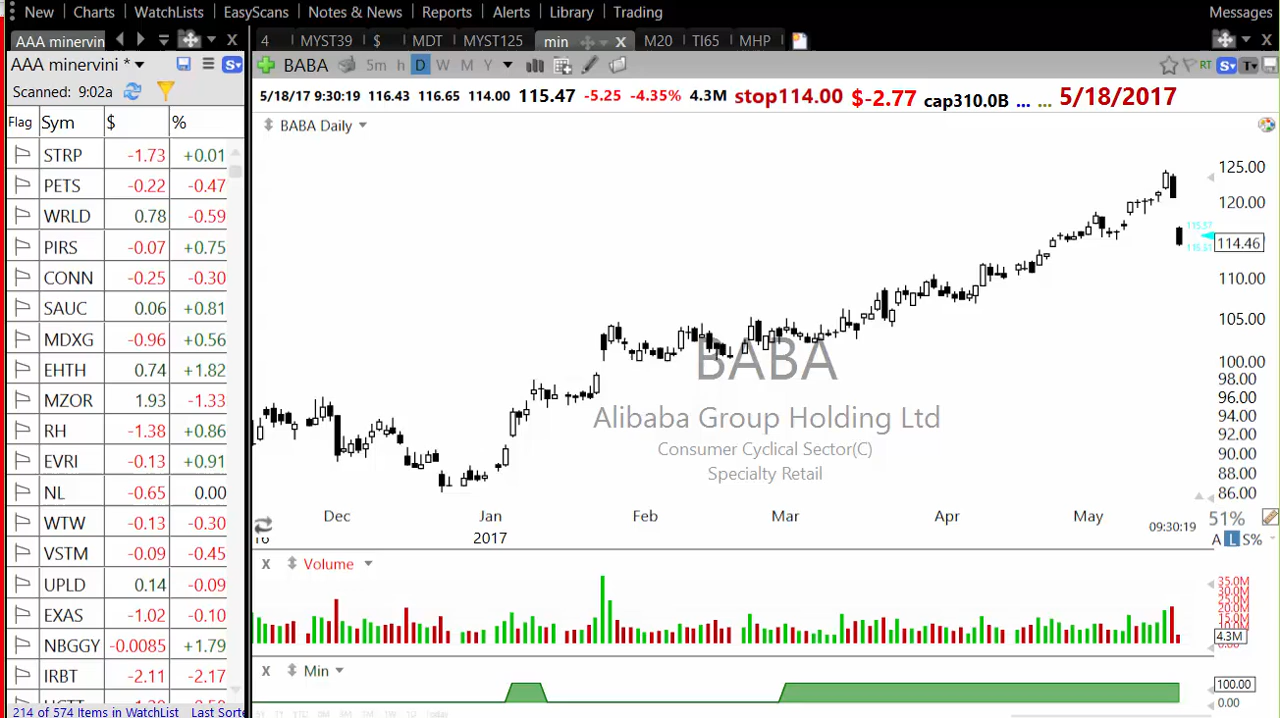 New Charts WatchLists EasyScans Notes & News Reports Alerts Library Trading Messages
AAA minervin 4 MYST39 $ MDT MYST125 min M20 TI65 MHP
AAA minervini * BABA 5m h D W M Y RT S T
Scanned: 9:02a
5/18/17 9:30:19 116.43 116.65 114.00 115.47 -5.25 -4.35% 4.3M stop114.00 $-2.77 cap310.0B ... ... 5/18/2017
Flag Sym $ %
STRP -1.73 +0.01
PETS -0.22 -0.47
WRLD 0.78 -0.59
PIRS -0.07 +0.75
CONN -0.25 -0.30
SAUC 0.06 +0.81
MDXG -0.96 +0.56
EHTH 0.74 +1.82
MZOR 1.93 -1.33
RH -1.38 +0.86
EVRI -0.13 +0.91
NL -0.65 0.00
WTW -0.13 -0.30
VSTM -0.09 -0.45
UPLD 0.14 -0.09
EXAS -1.02 -0.10
NBGGY -0.0085 +1.79
IRBT -2.11 -2.17
214 of 574 Items in WatchList Last Sorte
BABA Daily
125.00
120.00
114.46
110.00
105.00
100.00
98.00
96.00
94.00
92.00
90.00
88.00
86.00
BABA
Alibaba Group Holding Ltd
Consumer Cyclical Sector(C)
Specialty Retail
Dec Jan Feb Mar Apr May 09:30:19 51%
2017
A L S%
Volume
35.0M
30.0M
25.0M
20.0M
15.0M
4.3M
Min
100.00
0.00